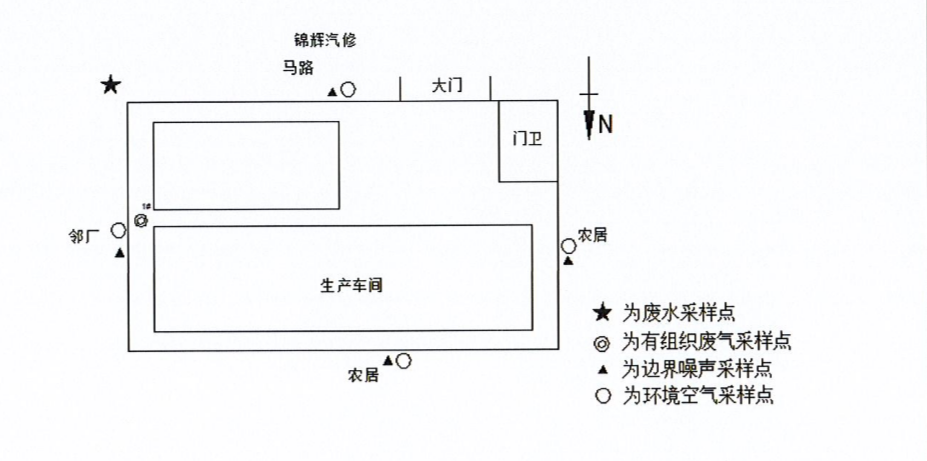 锦辉汽修
马路
大门
N
门卫
1#
邻厂
农居
生产车间
农居
为废水采样点
为有组织废气采样点
为边界噪声采样点
为环境空气采样点